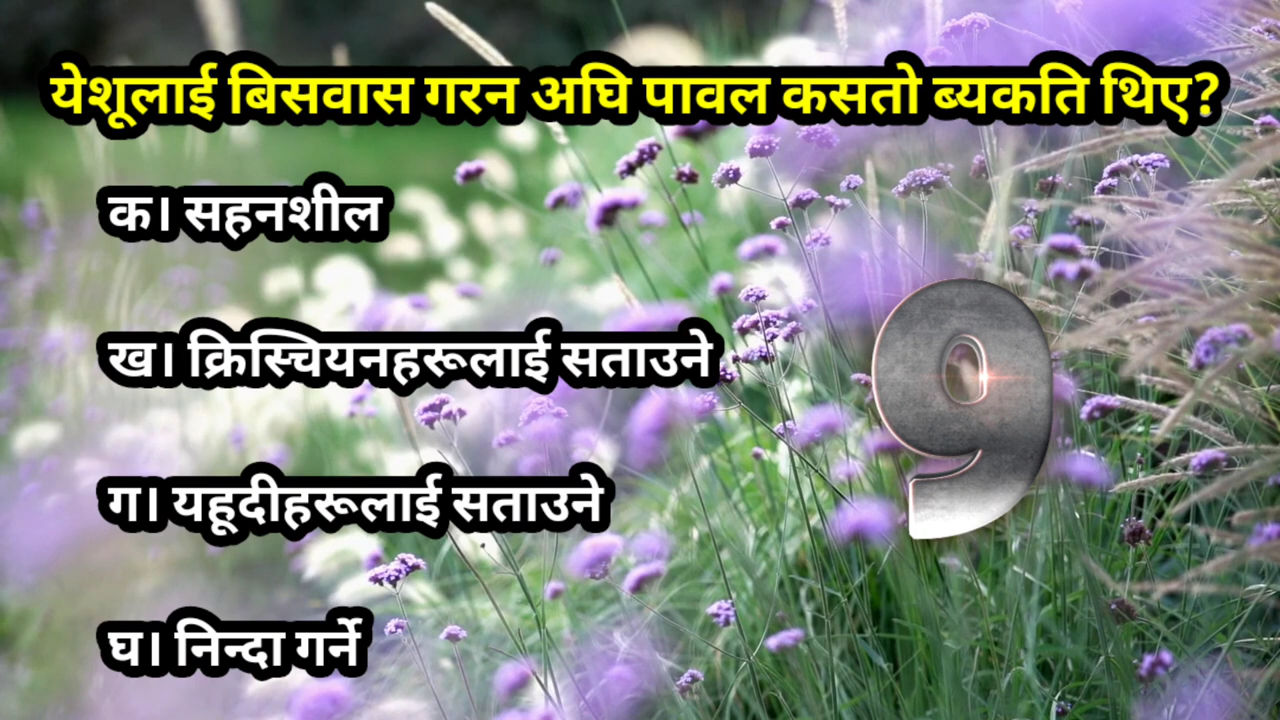 येशूलाई बिसवास गरन अघि पावल कसतो ब्यकति थिए?
क। सहनशील
ख। क्रिस्चियनहरूलाई सताउने
9
ग। यहूदीहरूलाई सताउने
घ। निन्दा गर्ने